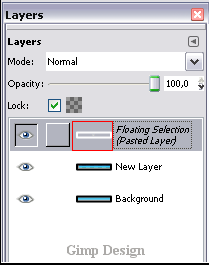 Layers
Layers
Mode: Normal
Opacity: 100,0
Lock:
Floating Selection
(Pasted Layer)
New Layer
Background
Gimp Design